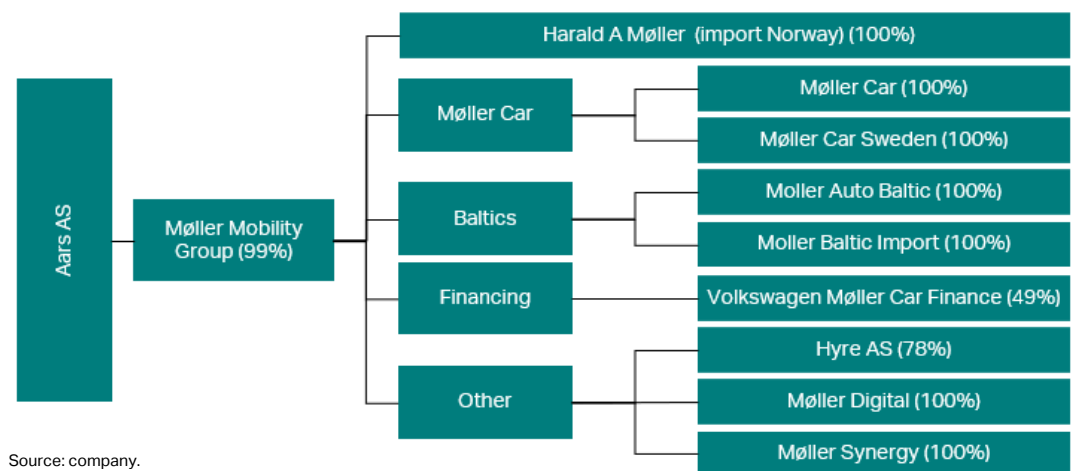 Harald A Møller (import Norway) (100%)
Møller Car
Møller Car (100%)
Møller Car Sweden (100%)
Aars AS
Møller Mobility
Group (99%)
Baltics
Moller Auto Baltic (100%)
Moller Baltic Import (100%)
Financing
Volkswagen Møller Car Finance (49%)
Other
Hyre AS (78%)
Møller Digital (100%)
Møller Synergy (100%)
Source: company.